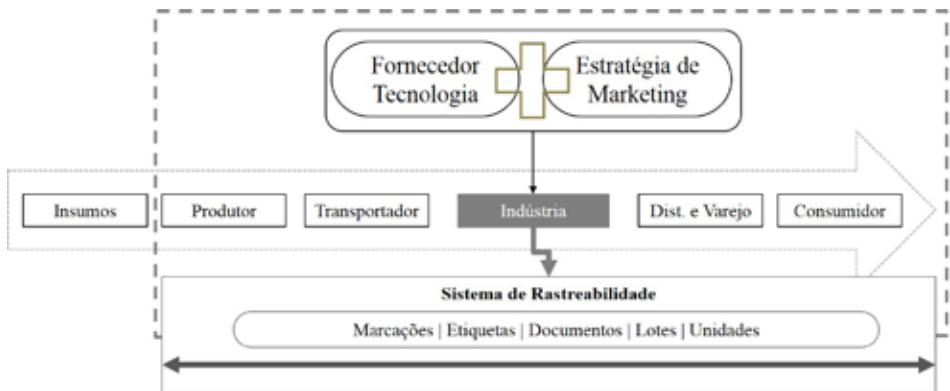 Fornecedor
Tecnologia
Estratégia de
Marketing
Insumos
Produtor
Transportador
Indústria
Dist. e Varejo
Consumidor
Sistema de Rastreabilidade
Marcações | Etiquetas | Documentos | Lotes | Unidades